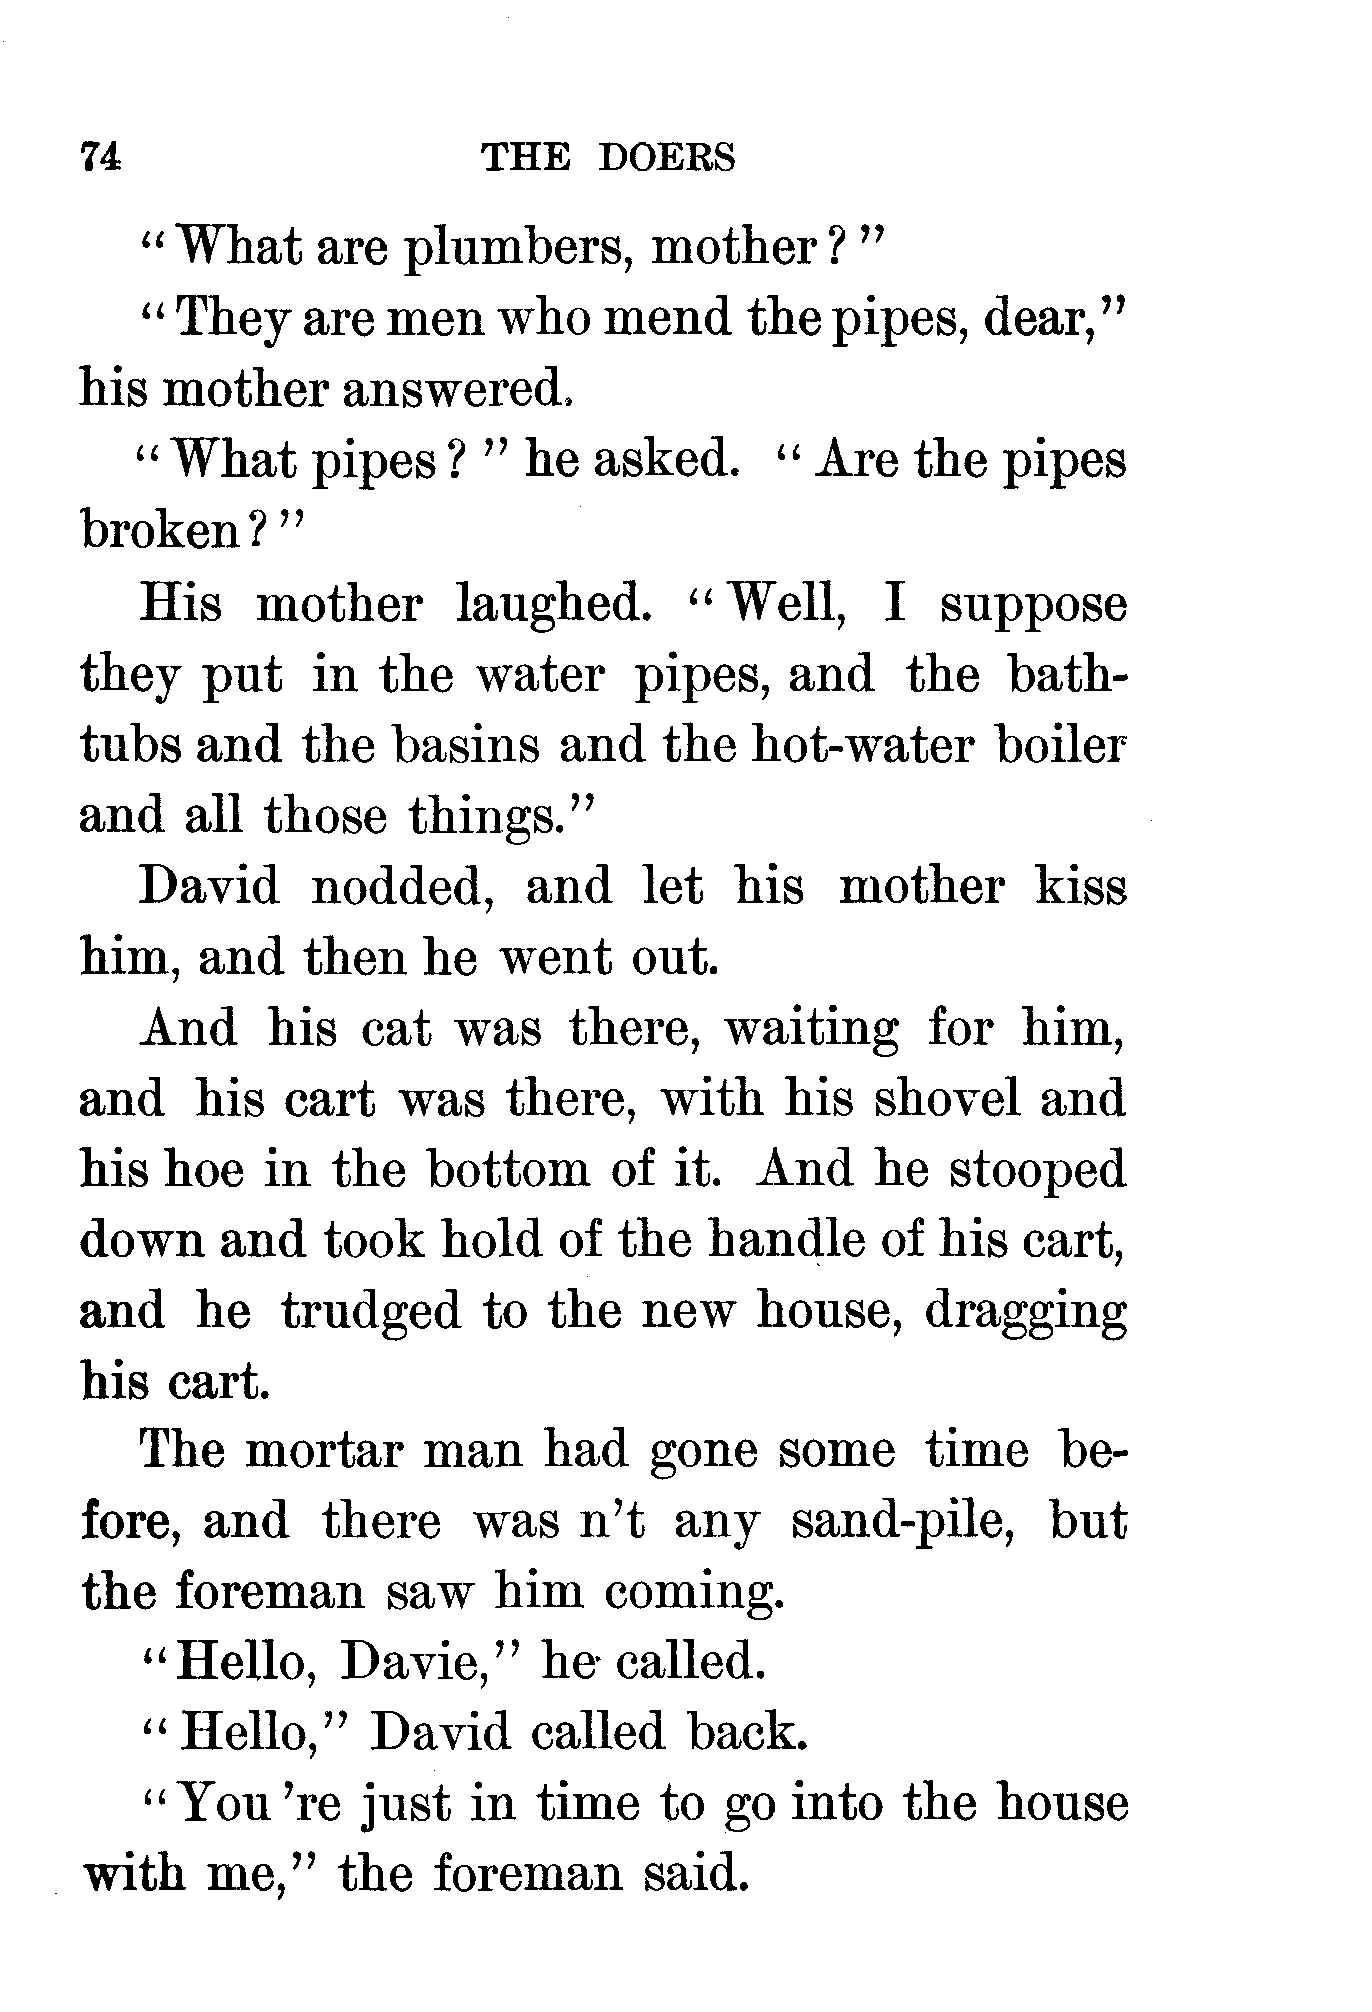 74 THE DOERS
“What are plumbers, mother?”
“They are men who mend the pipes, dear,”
his mother answered.
“What pipes?” he asked. “Are the pipes
broken?”
His mother laughed. “Well, I suppose
they put in the water pipes, and the bath-
tubs and the basins and the hot-water boiler
and all those things.”
David nodded, and let his mother kiss
him, and then he went out.
And his cat was there, waiting for him,
and his cart was there, with his shovel and
his hoe in the bottom of it. And he stooped
down and took hold of the handle of his cart,
and he trudged to the new house, dragging
his cart.
The mortar man had gone some time be-
fore, and there was n’t any sand-pile, but
the foreman saw him coming.
“Hello, Davie,” he called.
“Hello,” David called back.
“You ’re just in time to go into the house
with me,” the foreman said.